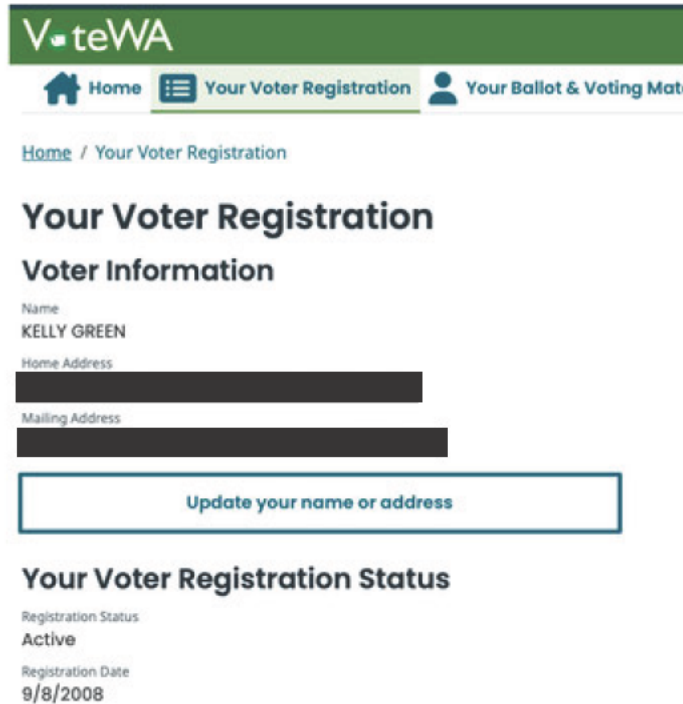 VoteWA
Home Your Voter Registration Your Ballot & Voting
Home / Your Voter Registration
Your Voter Registration
Voter Information
Name
KELLY GREEN
Home Address
Mailing Address
Update your name or address
Your Voter Registration Status
Registration Status
Active
Registration Date
9/8/2008